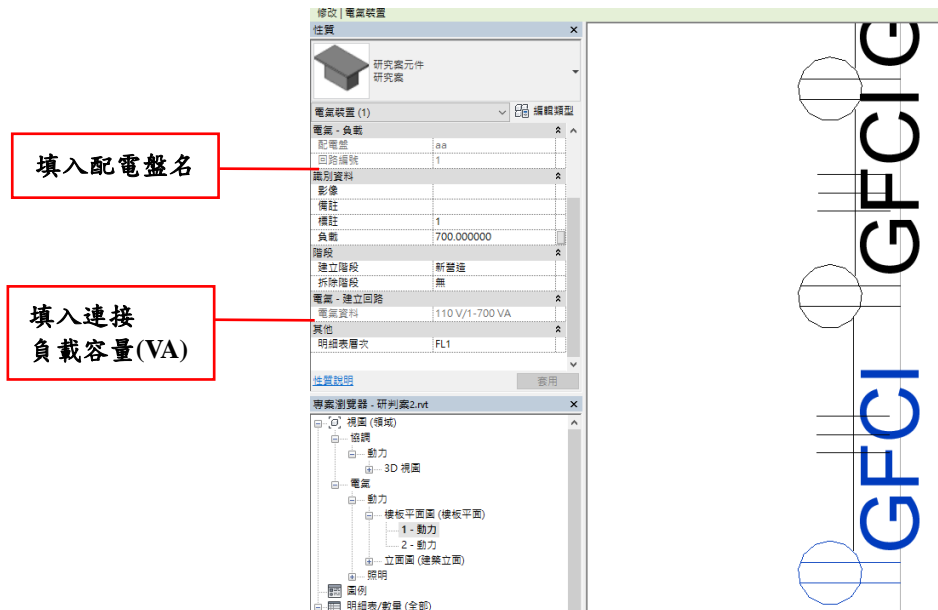 修改 | 電氣裝置
性質
研究案元件
研究案
電氣裝置 (1)
編輯類型
電氣 - 負載
配電盤 aa
回路編號 1
識別資料
影像
備註
標註 1
負載 700.000000
階段
建立階段 新營造
拆除階段 無
電氣 - 建立回路
電氣資料 110 V/1-700 VA
其他
明細表層次 FL1
性質說明
套用
專案瀏覽器 - 研判案2.rvt
視圖 (領域)
協調
動力
3D 視圖
電氣
動力
樓板平面圖 (樓板平面)
1 - 動力
2 - 動力
立面圖 (建築立面)
照明
圖例
明細表/數量 (全部)
填入配電盤名
填入連接
負載容量(VA)
G
GFCI
GFCI